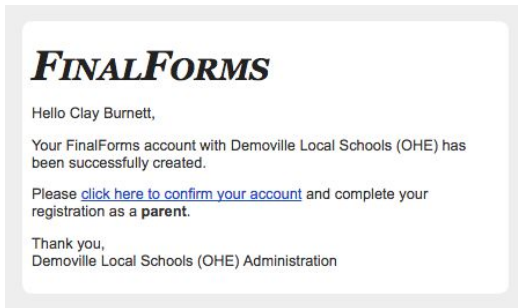 FINALFORMS
Hello Clay Burnett,
Your FinalForms account with Demoville Local Schools (OHE) has
been successfully created.
Please click here to confirm your account and complete your
registration as a parent.
Thank you,
Demoville Local Schools (OHE) Administration